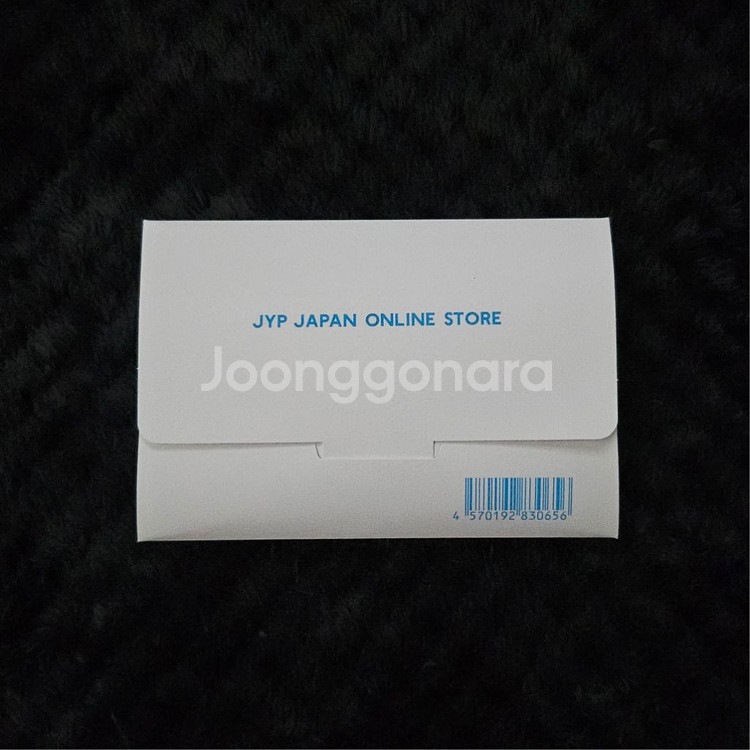 JYP JAPAN ONLINE STORE
Joonggonara
4 570192 830656